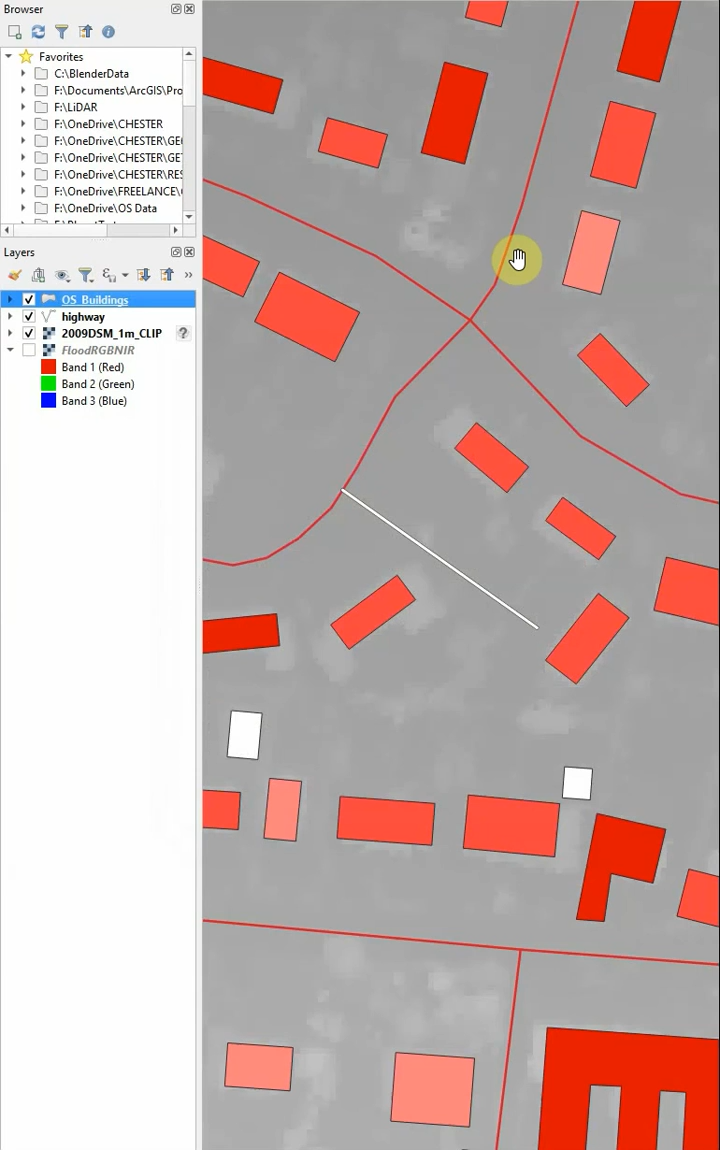 Browser
Favorites
C:\BlenderData
F:\Documents\ArcGIS\Pro
F:\LiDAR
F:\OneDrive\CHESTER
F:\OneDrive\CHESTER\GE
F:\OneDrive\CHESTER\GE
F:\OneDrive\CHESTER\RES
F:\OneDrive\FREELANCE\
F:\OneDrive\OS Data
Layers
OS_Buildings
highway
2009DSM_1m_CLIP ?
FloodRGBNIR
Band 1 (Red)
Band 2 (Green)
Band 3 (Blue)